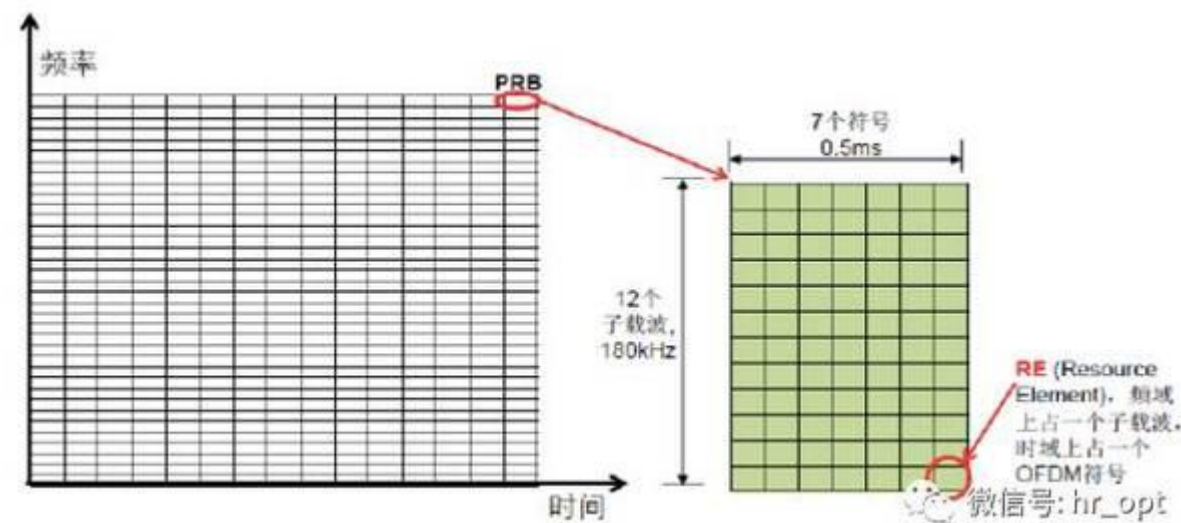 频率
PRB
7个符号
0.5ms
12个
子载波,
180kHz
RE (Resource
Element), 频域
上占一个子载波,
时域上占一个
OFDM符号
时间
微信号: hr_opt